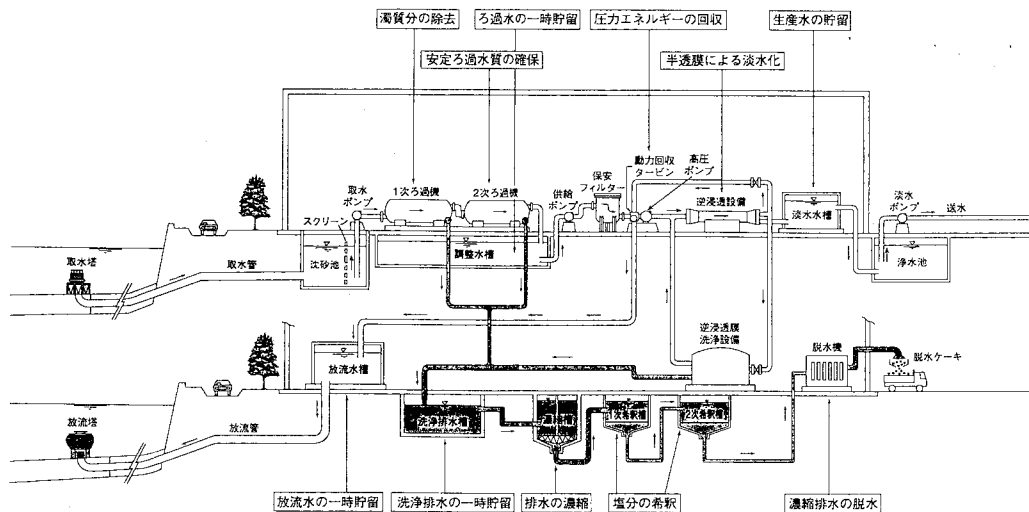 濁質分の除去
ろ過水の一時貯留
圧力エネルギーの回収
生産水の貯留
安定ろ過水質の確保
半透膜による淡水化
取水
ポンプ
1次ろ過機
2次ろ過機
供給
ポンプ
保安
フィルター
動力回収
タービン
高圧
ポンプ
逆浸透設備
淡水水槽
淡水
ポンプ
送水
スクリーン
取水塔
取水管
沈砂池
調整水槽
浄水池
逆浸透膜
洗浄設備
脱水機
脱水ケーキ
放流水槽
放流塔
放流管
洗浄排水槽
濃縮槽
1次希釈槽
2次希釈槽
放流水の一時貯留
洗浄排水の一時貯留
排水の濃縮
塩分の希釈
濃縮排水の脱水